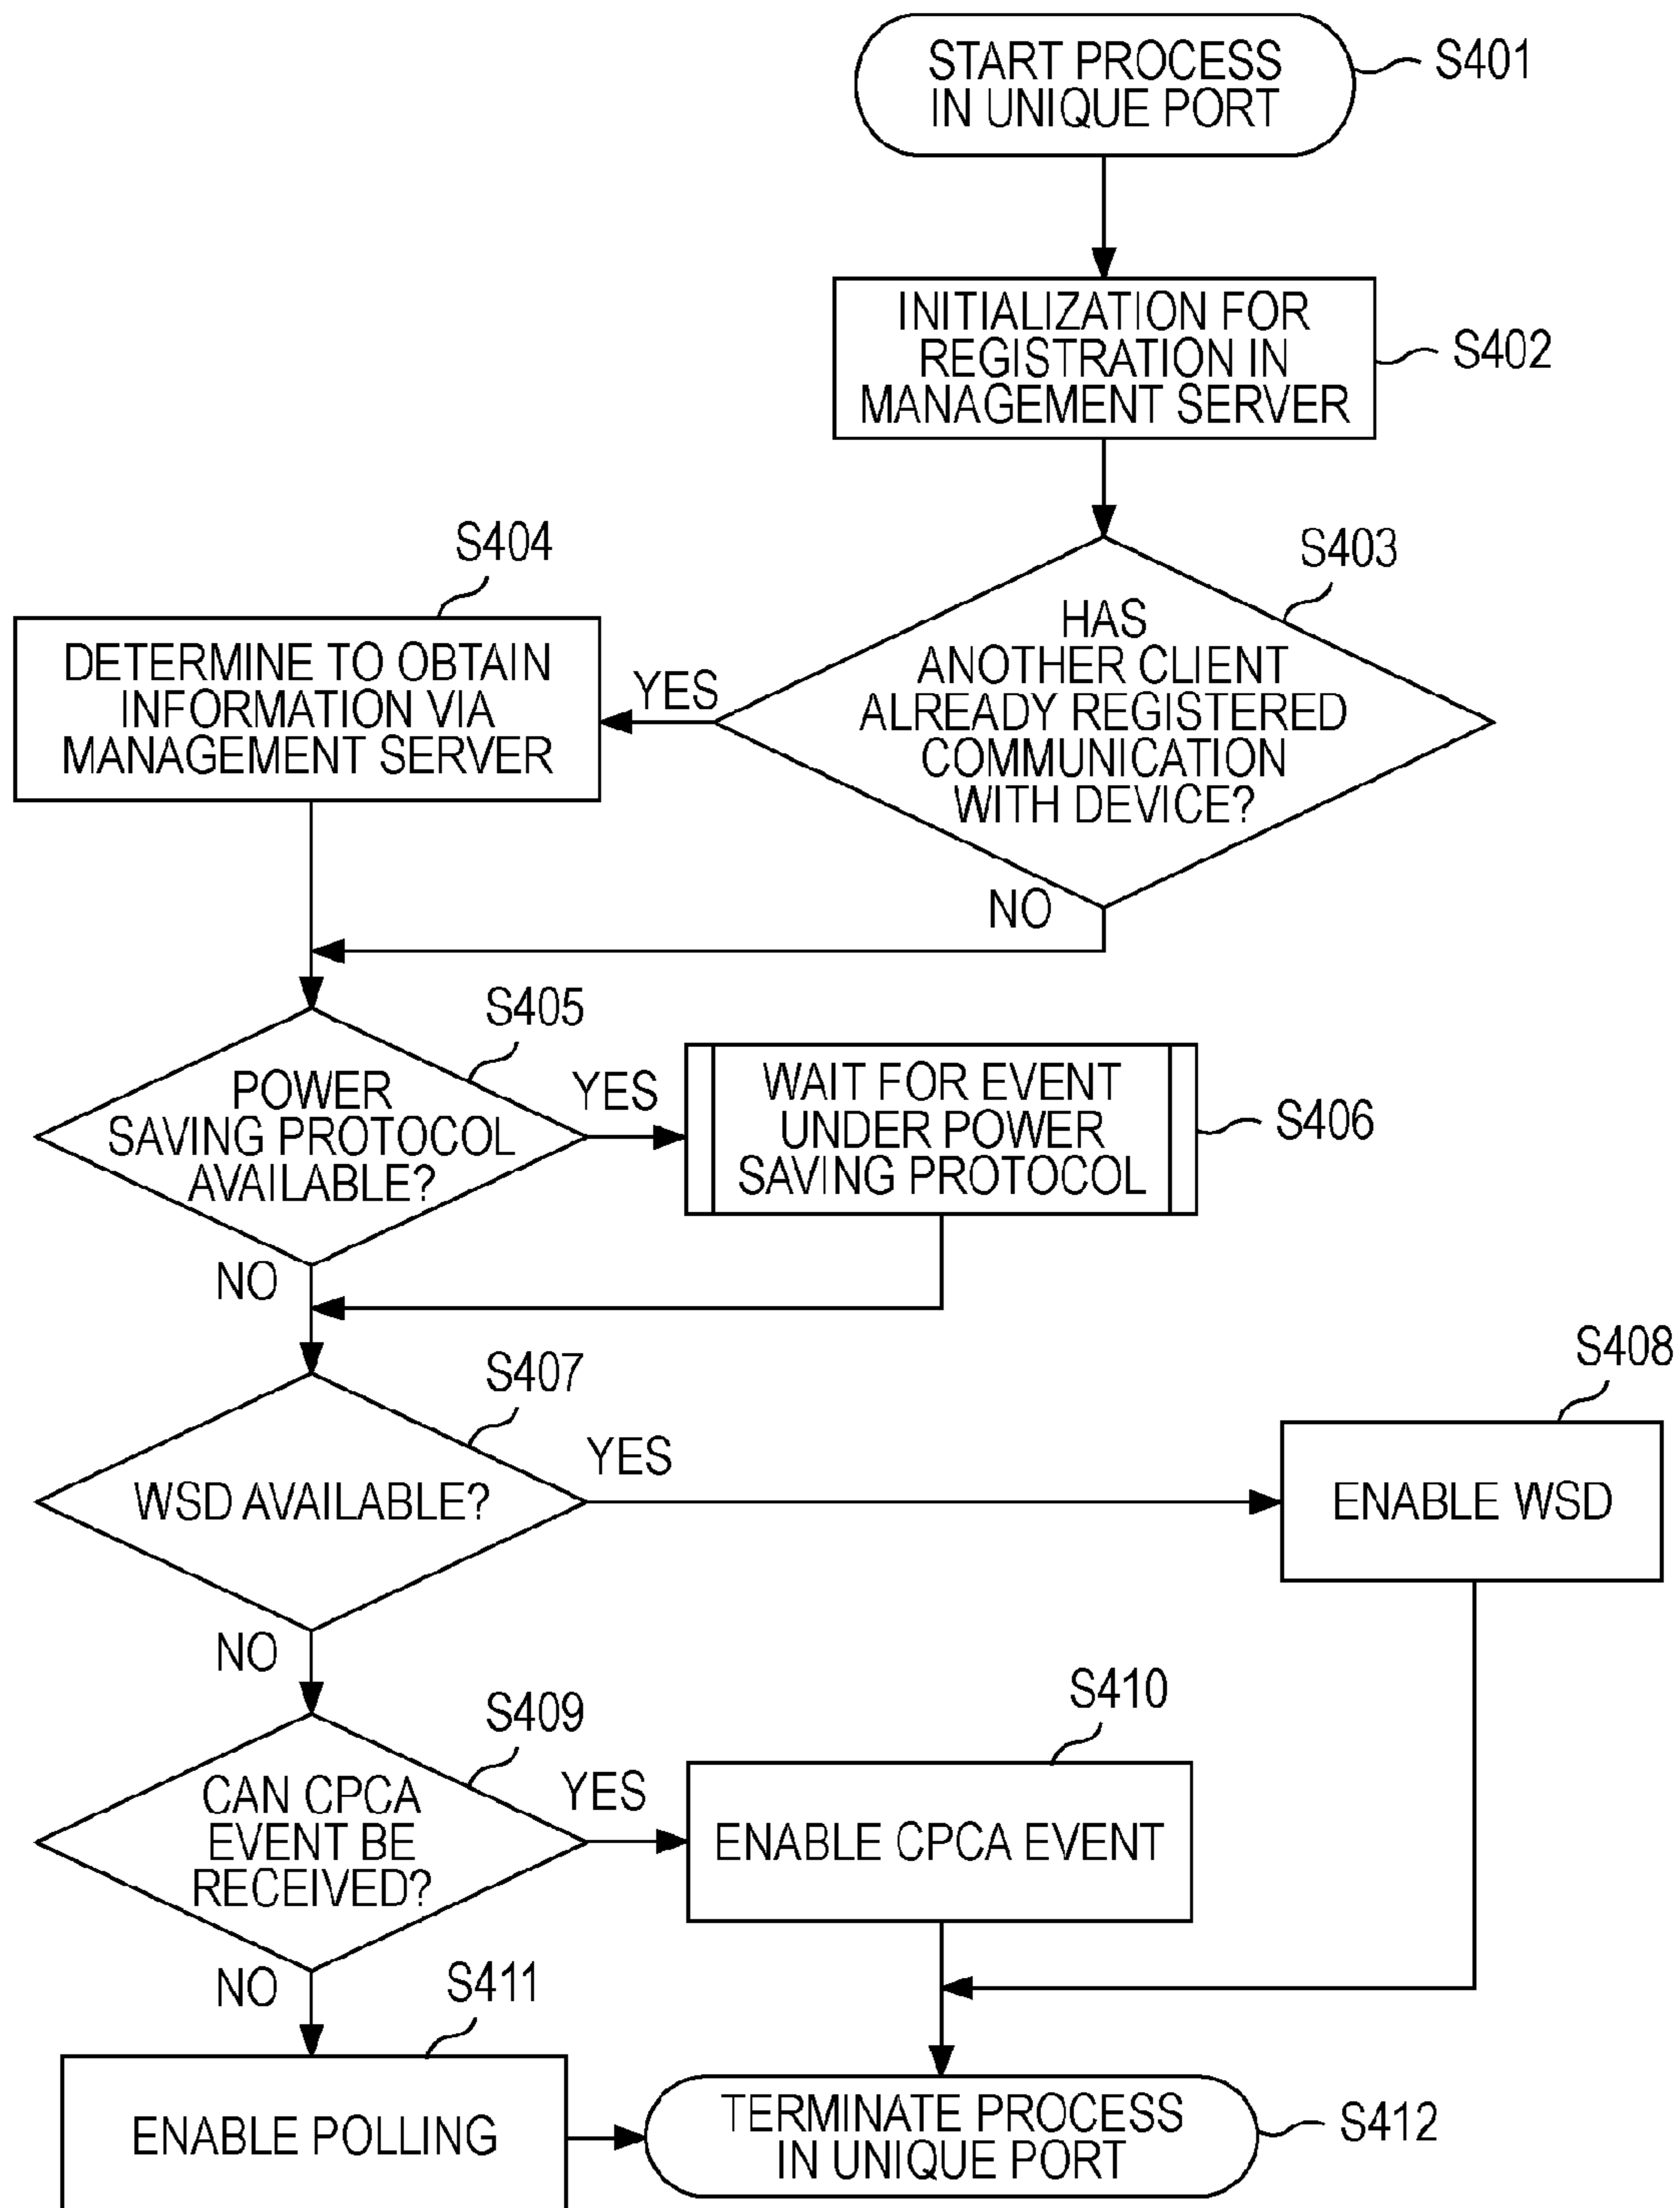 START PROCESS
IN UNIQUE PORT
S401
INITIALIZATION FOR
REGISTRATION IN
MANAGEMENT SERVER
S402
S403
HAS
ANOTHER CLIENT
ALREADY REGISTERED
COMMUNICATION
WITH DEVICE?
YES
NO
S404
DETERMINE TO OBTAIN
INFORMATION VIA
MANAGEMENT SERVER
S405
POWER
SAVING PROTOCOL
AVAILABLE?
YES
NO
WAIT FOR EVENT
UNDER POWER
SAVING PROTOCOL
S406
S407
WSD AVAILABLE?
YES
NO
S408
ENABLE WSD
S409
CAN CPCA
EVENT BE
RECEIVED?
YES
NO
S410
ENABLE CPCA EVENT
S411
ENABLE POLLING
TERMINATE PROCESS
IN UNIQUE PORT
S412